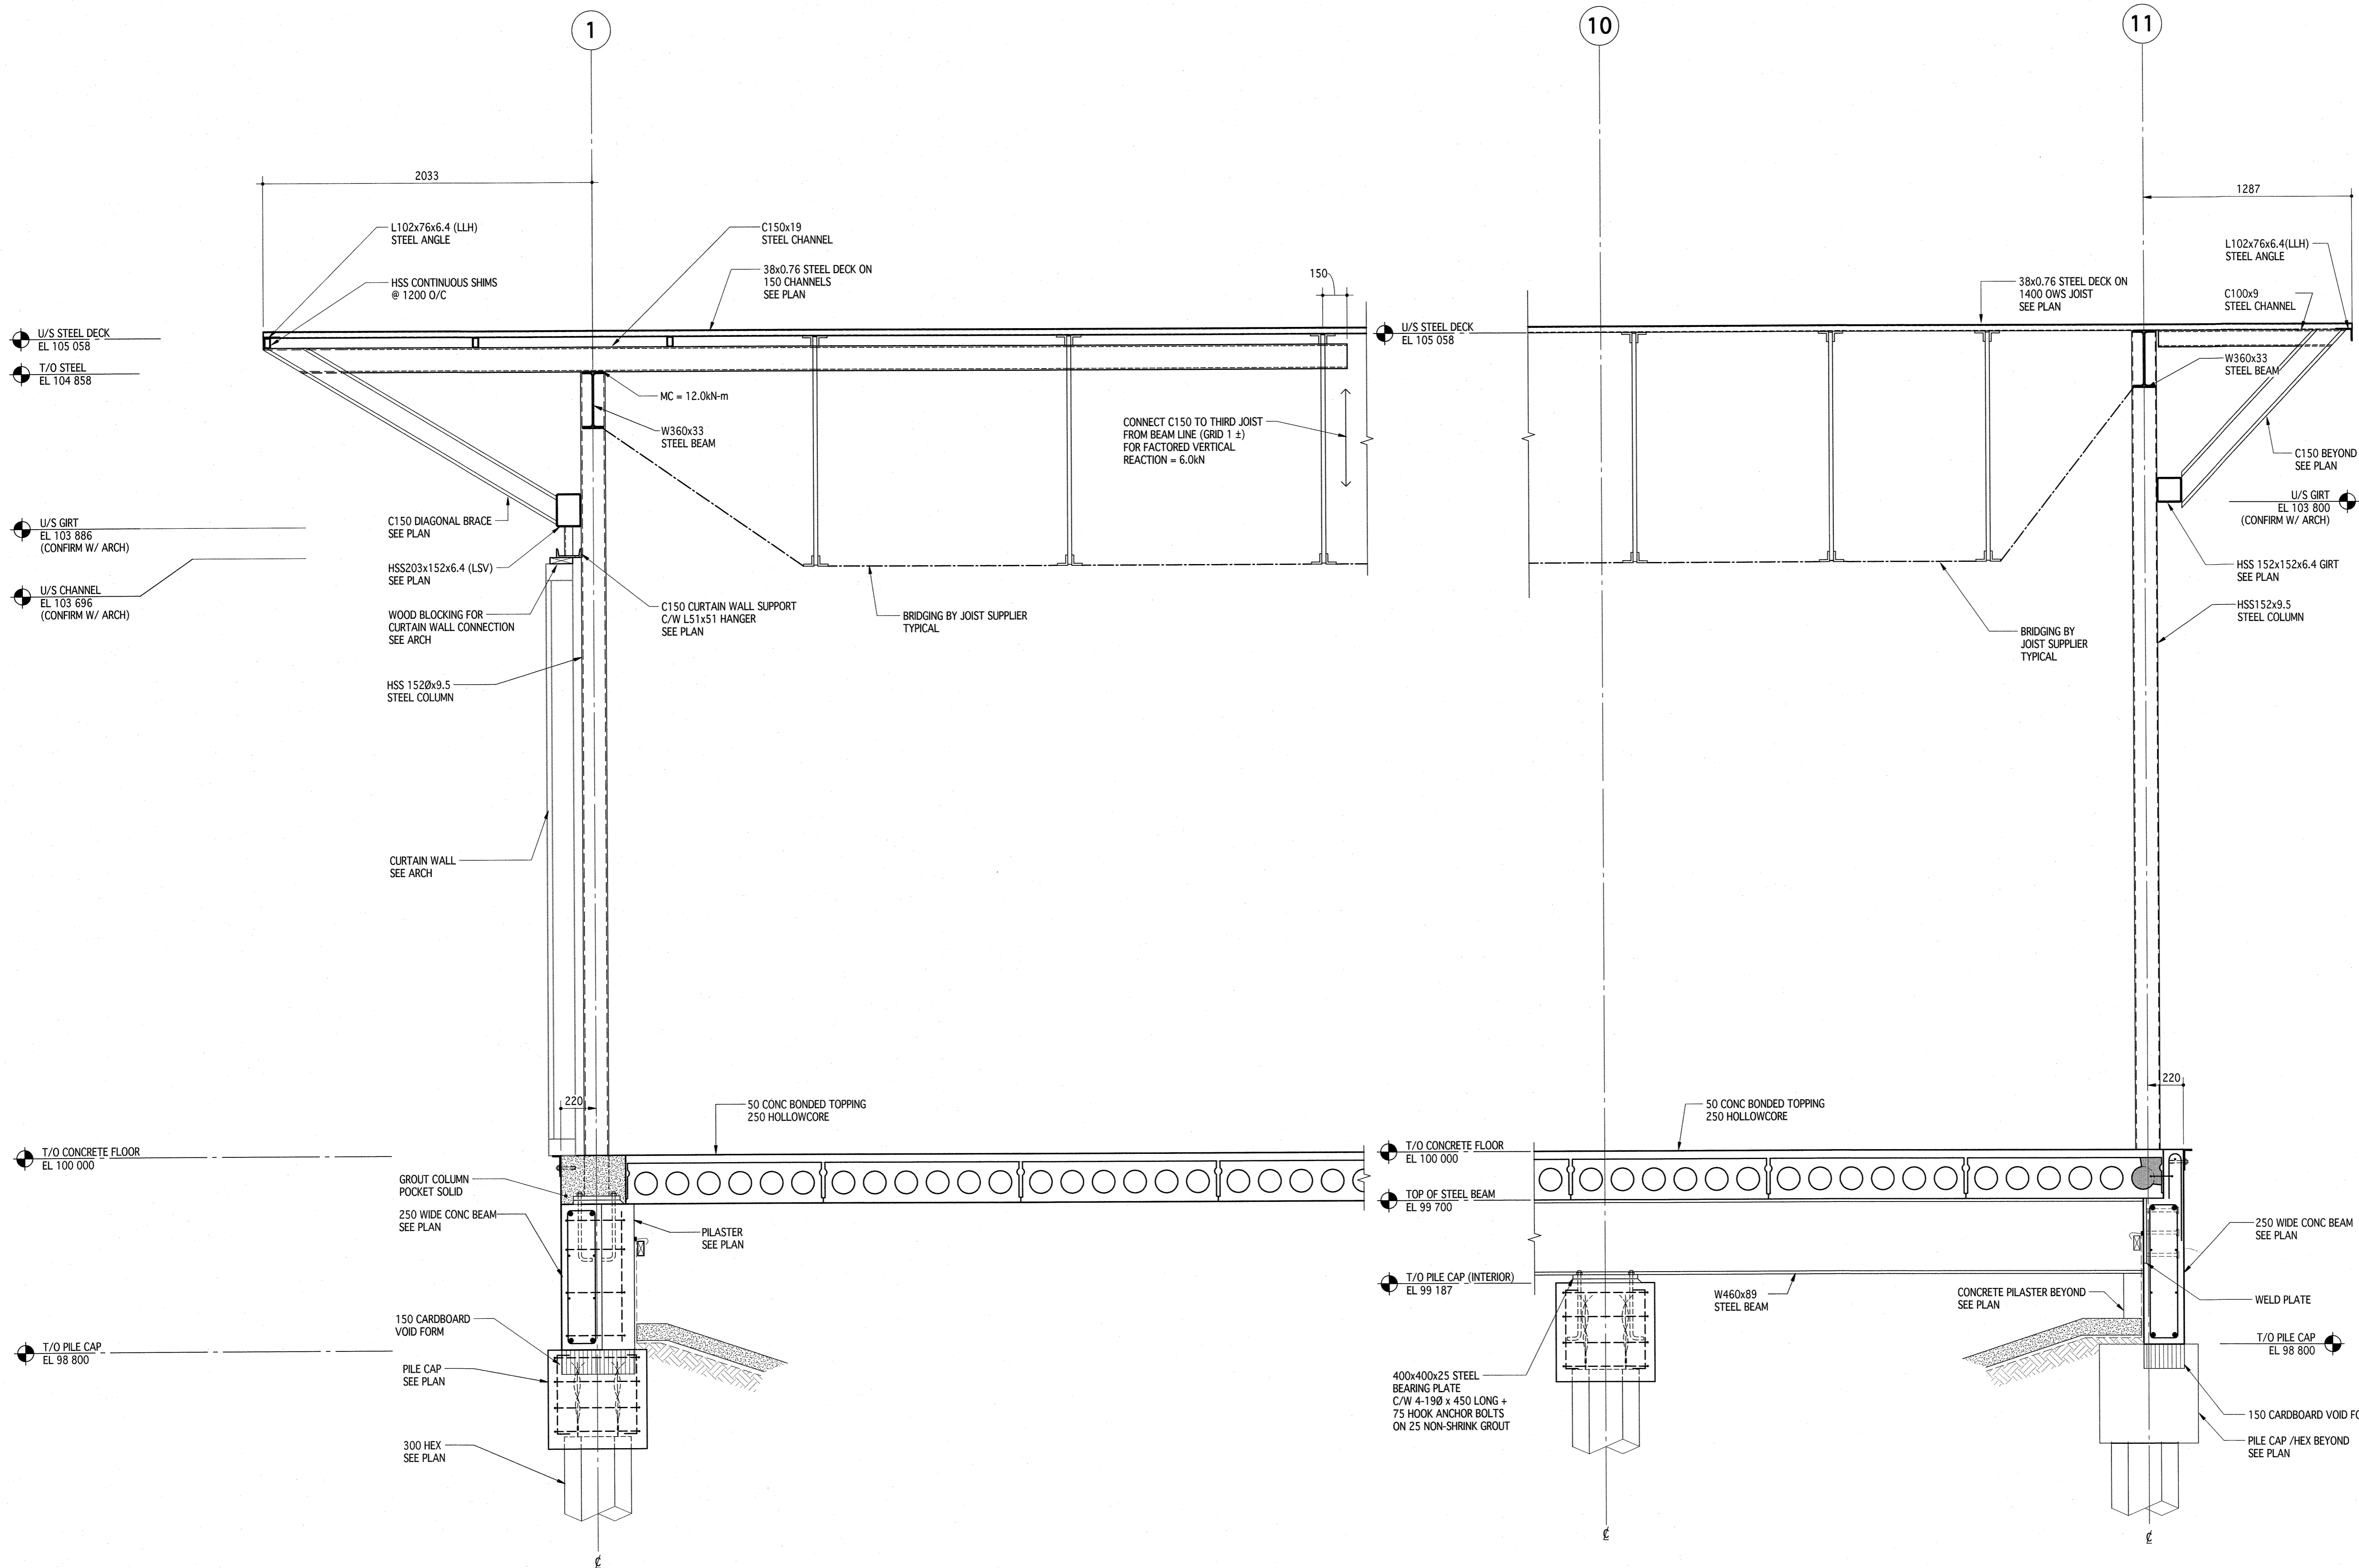 1
10
11
2033
1287
L102x76x6.4 (LLH)
STEEL ANGLE
HSS CONTINUOUS SHIMS
@ 1200 O/C
C150x19
STEEL CHANNEL
38x0.76 STEEL DECK ON
150 CHANNELS
SEE PLAN
150
38x0.76 STEEL DECK ON
1400 OWS JOIST
SEE PLAN
L102x76x6.4(LLH)
STEEL ANGLE
C100x9
STEEL CHANNEL
U/S STEEL DECK
EL 105 058
T/O STEEL
EL 104 858
U/S STEEL DECK
EL 105 058
W360x33
STEEL BEAM
MC = 12.0kN-m
W360x33
STEEL BEAM
CONNECT C150 TO THIRD JOIST
FROM BEAM LINE (GRID 1 ±)
FOR FACTORED VERTICAL
REACTION = 6.0kN
C150 BEYOND
SEE PLAN
U/S GIRT
EL 103 886
(CONFIRM W/ ARCH)
C150 DIAGONAL BRACE
SEE PLAN
U/S GIRT
EL 103 800
(CONFIRM W/ ARCH)
U/S CHANNEL
EL 103 696
(CONFIRM W/ ARCH)
HSS203x152x6.4 (LSV)
SEE PLAN
WOOD BLOCKING FOR
CURTAIN WALL CONNECTION
SEE ARCH
C150 CURTAIN WALL SUPPORT
C/W L51x51 HANGER
SEE PLAN
BRIDGING BY JOIST SUPPLIER
TYPICAL
BRIDGING BY
JOIST SUPPLIER
TYPICAL
HSS 152x152x6.4 GIRT
SEE PLAN
HSS152x9.5
STEEL COLUMN
HSS 152Øx9.5
STEEL COLUMN
CURTAIN WALL
SEE ARCH
220
50 CONC BONDED TOPPING
250 HOLLOWCORE
50 CONC BONDED TOPPING
250 HOLLOWCORE
220
T/O CONCRETE FLOOR
EL 100 000
T/O CONCRETE FLOOR
EL 100 000
GROUT COLUMN
POCKET SOLID
TOP OF STEEL BEAM
EL 99 700
250 WIDE CONC BEAM
SEE PLAN
PILASTER
SEE PLAN
250 WIDE CONC BEAM
SEE PLAN
T/O PILE CAP (INTERIOR)
EL 99 187
W460x89
STEEL BEAM
CONCRETE PILASTER BEYOND
SEE PLAN
WELD PLATE
150 CARDBOARD
VOID FORM
T/O PILE CAP
EL 98 800
T/O PILE CAP
EL 98 800
PILE CAP
SEE PLAN
400x400x25 STEEL
BEARING PLATE
C/W 4-19Ø x 450 LONG +
75 HOOK ANCHOR BOLTS
ON 25 NON-SHRINK GROUT
150 CARDBOARD VOID FO
PILE CAP /HEX BEYOND
SEE PLAN
300 HEX
SEE PLAN
℄
℄
℄